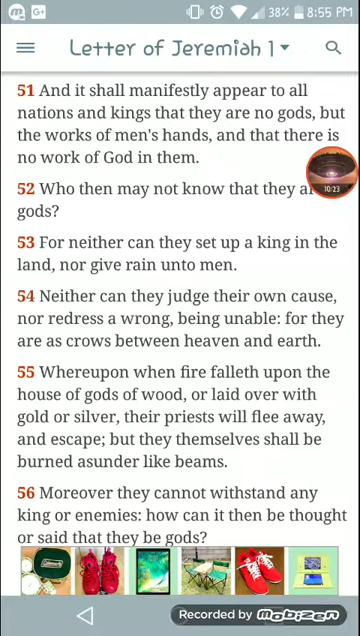 38% 8:55 PM
Letter of Jeremiah 1
51 And it shall manifestly appear to all
nations and kings that they are no gods, but
the works of men's hands, and that there is
no work of God in them.
10:23
52 Who then may not know that they
gods?
53 For neither can they set up a king in the
land, nor give rain unto men.
54 Neither can they judge their own cause,
nor redress a wrong, being unable: for they
are as crows between heaven and earth.
55 Whereupon when fire falleth upon the
house of gods of wood, or laid over with
gold or silver, their priests will flee away,
and escape; but they themselves shall be
burned asunder like beams.
56 Moreover they cannot withstand any
king or enemies: how can it then be thought
or said that they be gods?
Coleman
Recorded by Mobizen